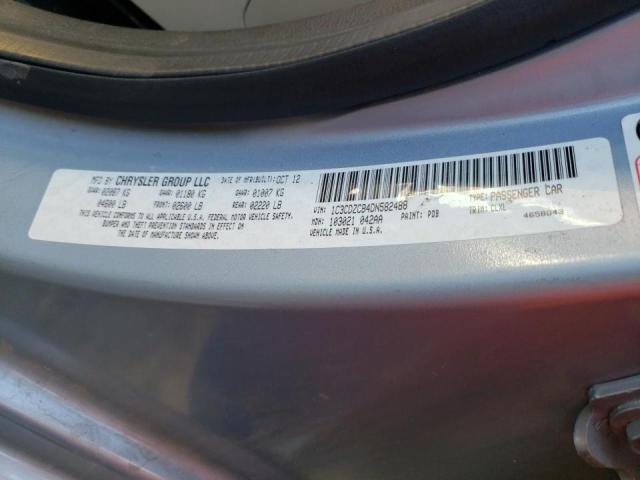 MFD BY CHRYSLER GROUP LLC DATE OF MFR(BUILT): OCT 12
GVWR: 02087 KG GAWR: 01180 KG GAWR: 01007 KG
04600 LB FRONT: 02600 LB REAR: 02220 LB
THIS VEHICLE CONFORMS TO ALL APPLICABLE U.S.A. FEDERAL MOTOR VEHICLE SAFETY,
BUMPER AND THEFT PREVENTION STANDARDS IN EFFECT ON
THE DATE OF MANUFACTURE SHOWN ABOVE.
VIN: 1C3CDZCB4DN582488 TYPE: PASSENGER CAR
MDH: 103021 042AA PAINT: PDB TRIM:
VEHICLE MADE IN U.S.A. 4658043